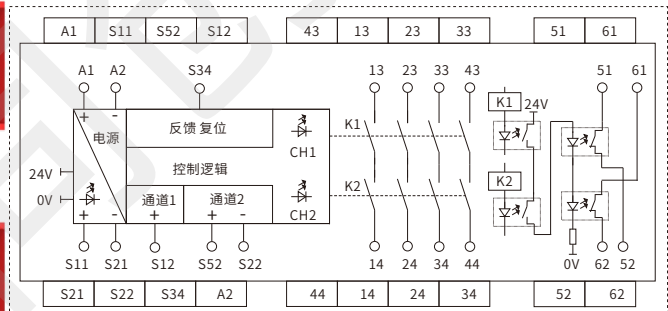 A1 S11 S52 S12 43 13 23 33 51 61
A1 A2 S34 13 23 33 43 51 61
+ -
电源
反馈 复位
控制逻辑
CH1
K1
K1
24V
24V
0V
通道1 通道2
CH2
K2
K2
+ - + + -
S11 S21 S12 S52 S22 14 24 34 44 0V 62 52
S21 S22 S34 A2 44 14 24 34 52 62